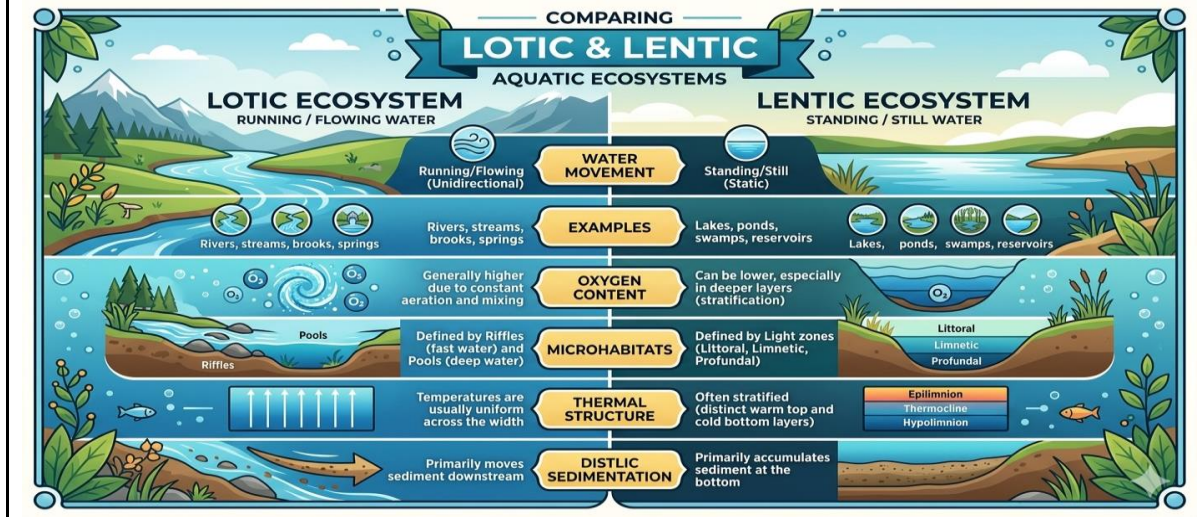 COMPARING
LOTIC & LENTIC
AQUATIC ECOSYSTEMS
LOTIC ECOSYSTEM
RUNNING / FLOWING WATER
LENTIC ECOSYSTEM
STANDING / STILL WATER
Running/Flowing
(Unidirectional)
WATER
MOVEMENT
Standing/Still
(Static)
Rivers, streams, brooks, springs
Rivers, streams,
brooks, springs
EXAMPLES
Lakes, ponds,
swamps, reservoirs
Lakes, ponds, swamps, reservoirs
O₃
O₅
O₁
O₂
Generally higher
due to constant
aeration and mixing
OXYGEN
CONTENT
Can be lower, especially
in deeper layers
(stratification)
O₂
Pools
Riffles
Defined by Riffles
(fast water) and
Pools (deep water)
MICROHABITATS
Defined by Light zones
(Littoral, Limnetic,
Profundal)
Littoral
Limnetic
Profundal
Temperatures are
usually uniform
across the width
THERMAL
STRUCTURE
Often stratified
(distinct warm top and
cold bottom layers)
Epilimnion
Thermocline
Hypolimnion
Primarily moves
sediment downstream
DISTLIC
SEDIMENTATION
Primarily accumulates
sediment at the
bottom